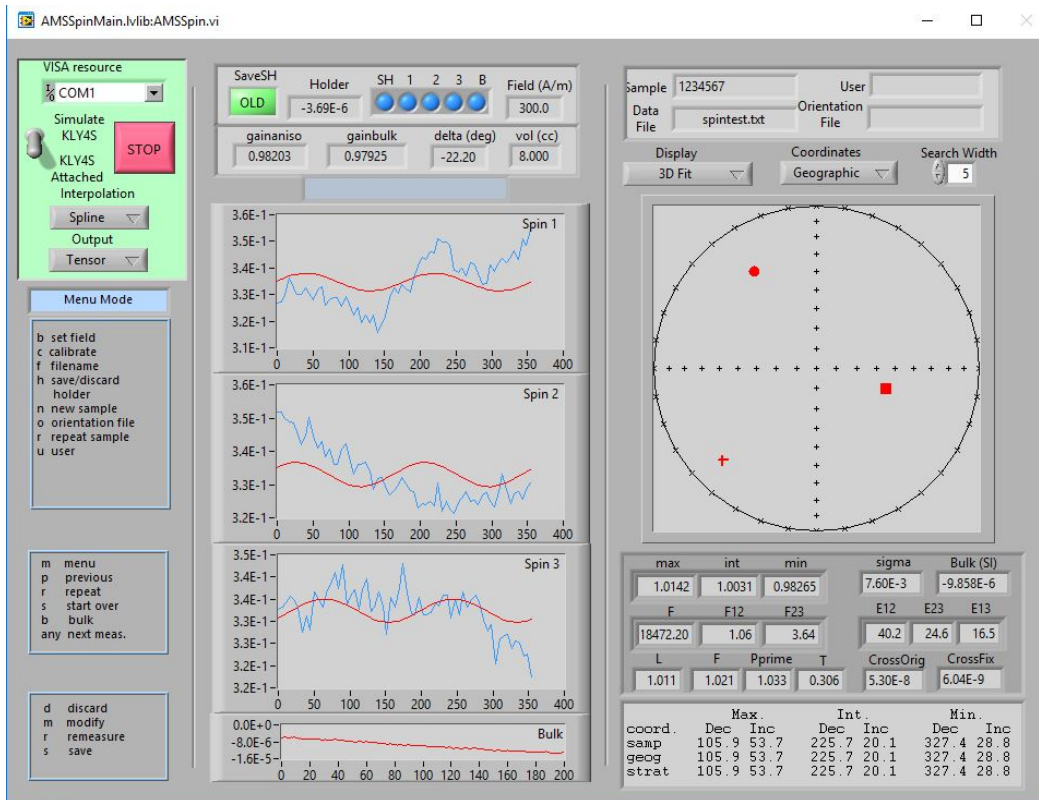 AMSSpinMain.lvlib:AMSSpin.vi
VISA resource
COM1
Simulate
KLY4S
STOP
KLY4S
Attached
Interpolation
Spline
Output
Tensor
Menu Mode
b set field
c calibrate
f filename
h save/discard
holder
n new sample
o orientation file
r repeat sample
u user
m menu
p previous
r repeat
s start over
b bulk
any next meas.
d discard
m modify
r remeasure
s save
SaveSH Holder SH 1 2 3 B Field (A/m)
OLD -3.69E-6 300.0
gainaniso gainbulk delta (deg) vol (cc)
0.98203 0.97925 -22.20 8.000
Spin 1
3.6E-1
3.5E-1
3.4E-1
3.3E-1
3.2E-1
3.1E-1
0 50 100 150 200 250 300 350 400
Spin 2
3.6E-1
3.5E-1
3.4E-1
3.3E-1
3.2E-1
0 50 100 150 200 250 300 350 400
Spin 3
3.5E-1
3.4E-1
3.4E-1
3.3E-1
3.2E-1
3.2E-1
0 50 100 150 200 250 300 350 400
Bulk
0.0E+0
-8.0E-6
-1.6E-5
0 20 40 60 80 100 120 140 160 180 200
Sample 1234567 User
Data File spintest.txt Orientation File
Display Coordinates Search Width
3D Fit Geographic 5
max int min sigma Bulk (SI)
1.0142 1.0031 0.98265 7.60E-3 -9.858E-6
F F12 F23 E12 E23 E13
18472.20 1.06 3.64 40.2 24.6 16.5
L F Pprime T CrossOrig CrossFix
1.011 1.021 1.033 0.306 5.30E-8 6.04E-9
Max. Int. Min.
coord. Dec Inc Dec Inc Dec Inc
samp 105.9 53.7 225.7 20.1 327.4 28.8
geog 105.9 53.7 225.7 20.1 327.4 28.8
strat 105.9 53.7 225.7 20.1 327.4 28.8